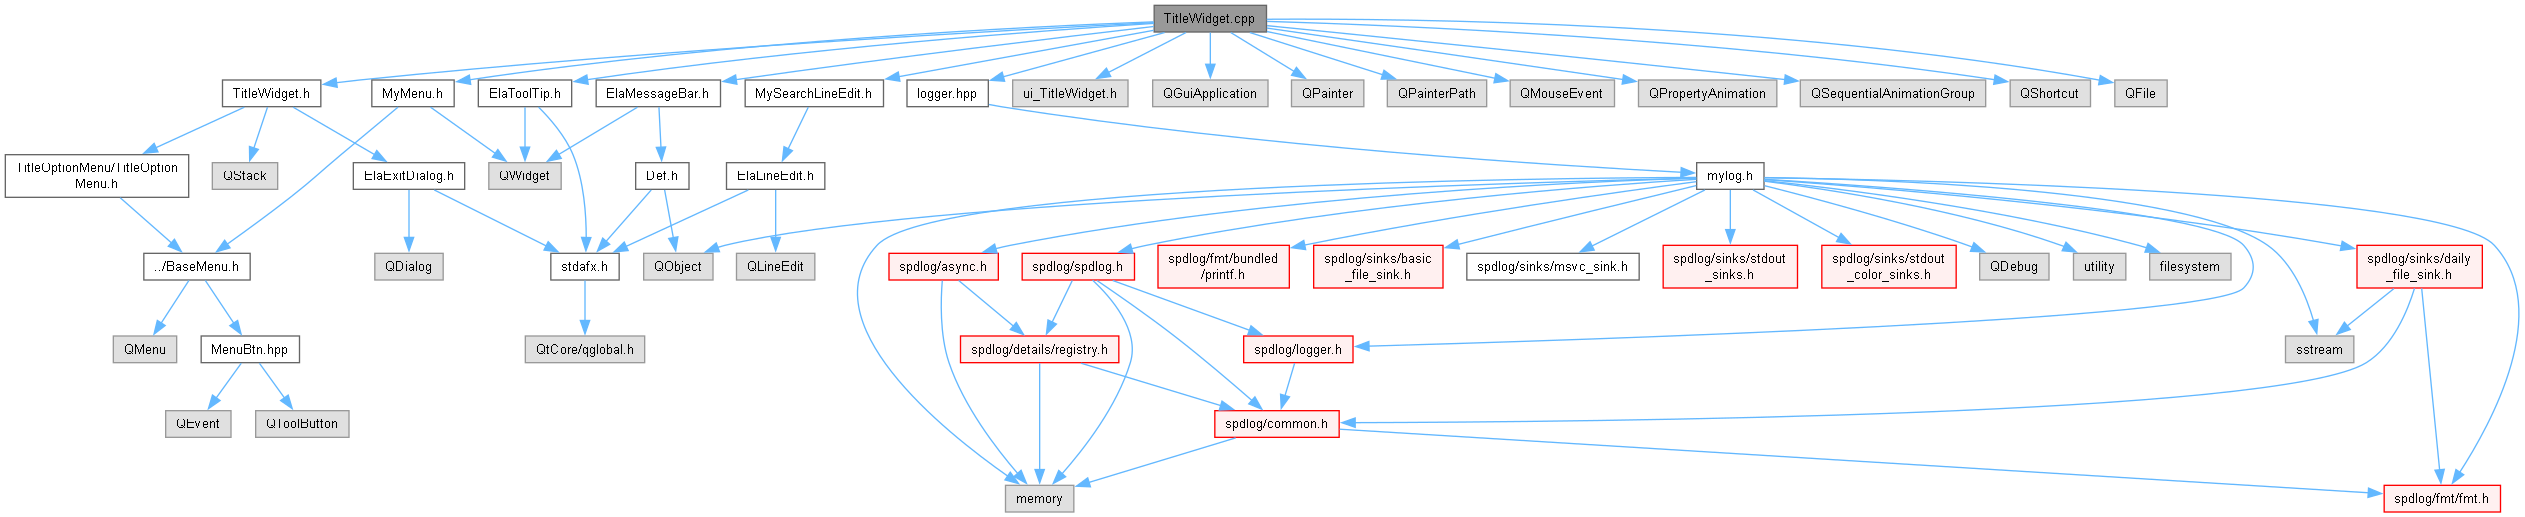 TitleWidget.cpp
TitleWidget.h
MyMenu.h
ElaToolTip.h
ElaMessageBar.h
MySearchLineEdit.h
logger.hpp
ui_TitleWidget.h
QGuiApplication
QPainter
QPainterPath
QMouseEvent
QPropertyAnimation
QSequentialAnimationGroup
QShortcut
QFile
TitleOptionMenu/TitleOption
Menu.h
QStack
ElaExitDialog.h
QWidget
Def.h
ElaLineEdit.h
mylog.h
../BaseMenu.h
QDialog
stdafx.h
QObject
QLineEdit
spdlog/async.h
spdlog/spdlog.h
spdlog/fmt/bundled
/printf.h
spdlog/sinks/basic
_file_sink.h
spdlog/sinks/msvc_sink.h
spdlog/sinks/stdout
_sinks.h
spdlog/sinks/stdout
_color_sinks.h
QDebug
utility
filesystem
spdlog/sinks/daily
_file_sink.h
QMenu
MenuBtn.hpp
QtCore/qglobal.h
spdlog/details/registry.h
spdlog/logger.h
sstream
QEvent
QToolButton
spdlog/common.h
memory
spdlog/fmt/fmt.h